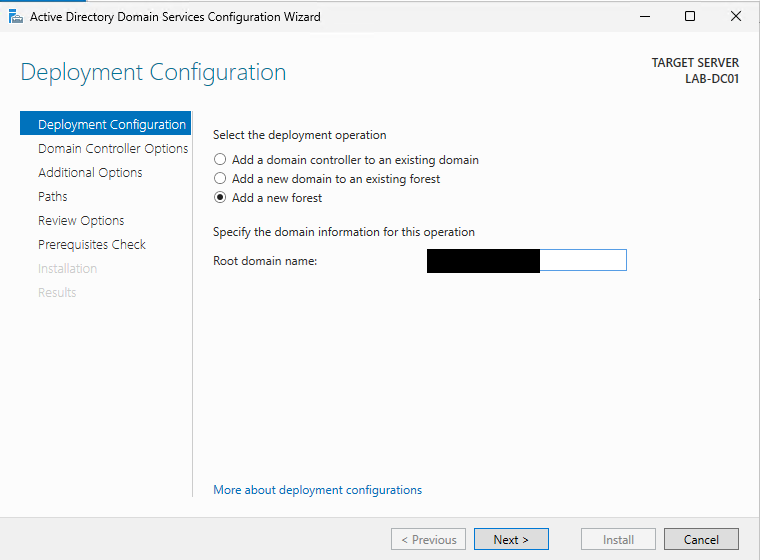 Active Directory Domain Services Configuration Wizard
Deployment Configuration
TARGET SERVER
LAB-DC01
Deployment Configuration
Domain Controller Options
Additional Options
Paths
Review Options
Prerequisites Check
Installation
Results
Select the deployment operation
Add a domain controller to an existing domain
Add a new domain to an existing forest
Add a new forest
Specify the domain information for this operation
Root domain name:
More about deployment configurations
< Previous
Next >
Install
Cancel